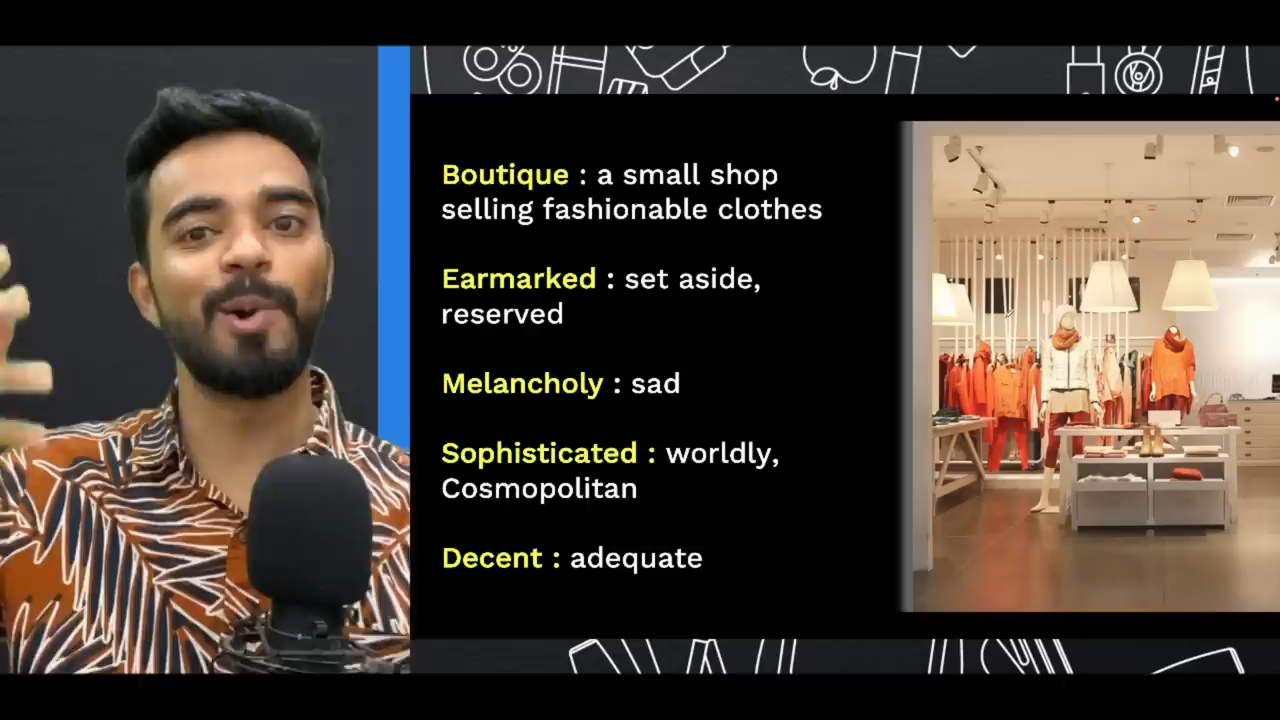 Boutique : a small shop
selling fashionable clothes
Earmarked : set aside,
reserved
Melancholy : sad
Sophisticated : worldly,
Cosmopolitan
Decent : adequate